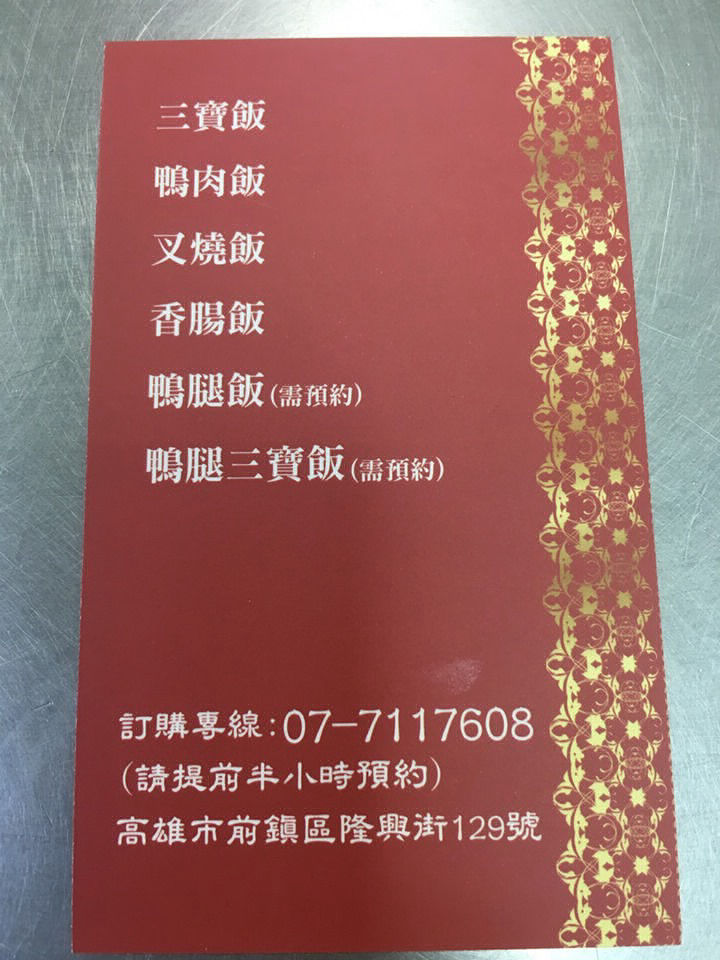 三寶飯
鴨肉飯
叉燒飯
香腸飯
鴨腿飯(需預約)
鴨腿三寶飯(需預約)
訂購專線:07-7117608
(請提前半小時預約)
高雄市前鎮區隆興街129號